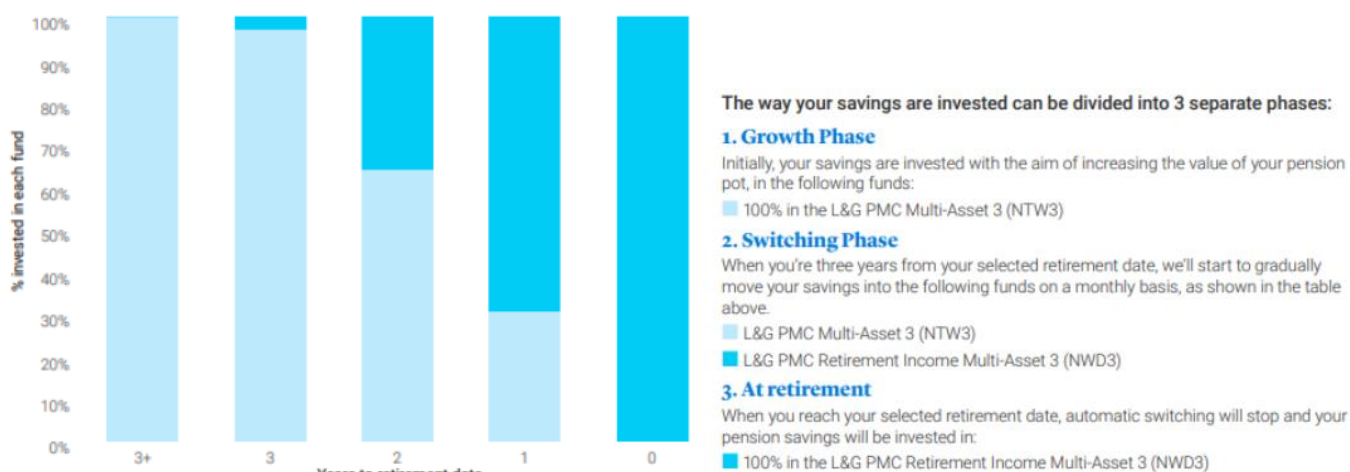 100%
90%
80%
70%
60%
50%
40%
30%
20%
10%
0%
% invested in each fund
3+
3
2
1
0
Years to retirement date
The way your savings are invested can be divided into 3 separate phases:
1. Growth Phase
Initially, your savings are invested with the aim of increasing the value of your pension
pot, in the following funds:
100% in the L&G PMC Multi-Asset 3 (NTW3)
2. Switching Phase
When you're three years from your selected retirement date, we'll start to gradually
move your savings into the following funds on a monthly basis, as shown in the table
above.
L&G PMC Multi-Asset 3 (NTW3)
L&G PMC Retirement Income Multi-Asset 3 (NWD3)
3. At retirement
When you reach your selected retirement date, automatic switching will stop and your
pension savings will be invested in:
100% in the L&G PMC Retirement Income Multi-Asset 3 (NWD3)